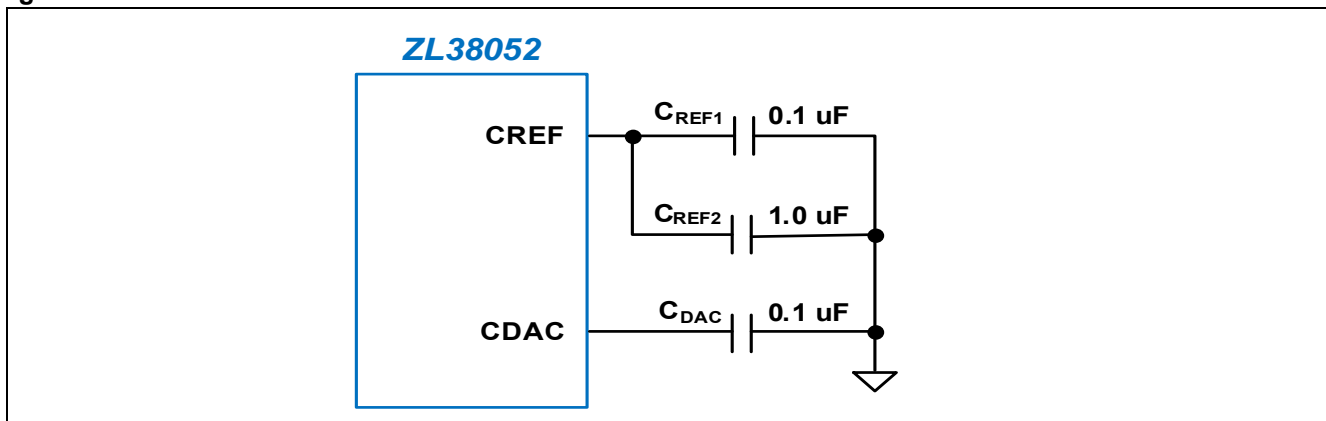 ZL38052
CREF
CREF1 0.1 uF
CREF2 1.0 uF
CDAC
CDAC 0.1 uF